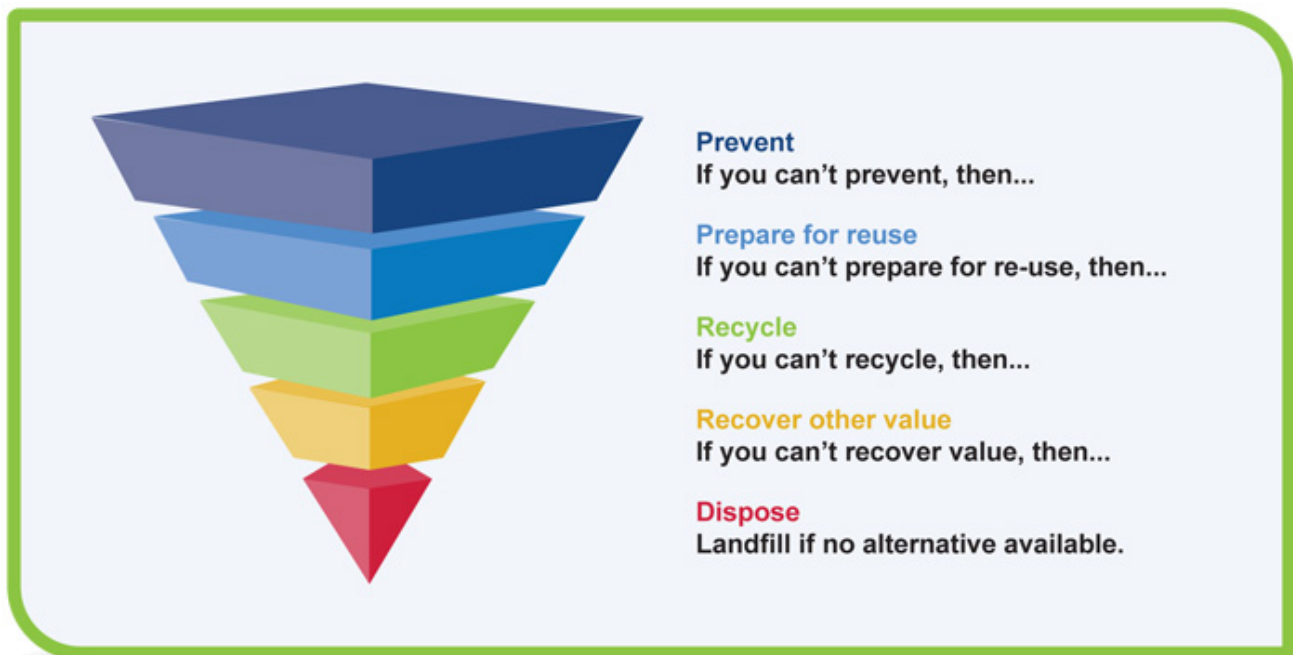 Prevent
If you can’t prevent, then...
Prepare for reuse
If you can’t prepare for re-use, then...
Recycle
If you can’t recycle, then...
Recover other value
If you can’t recover value, then...
Dispose
Landfill if no alternative available.